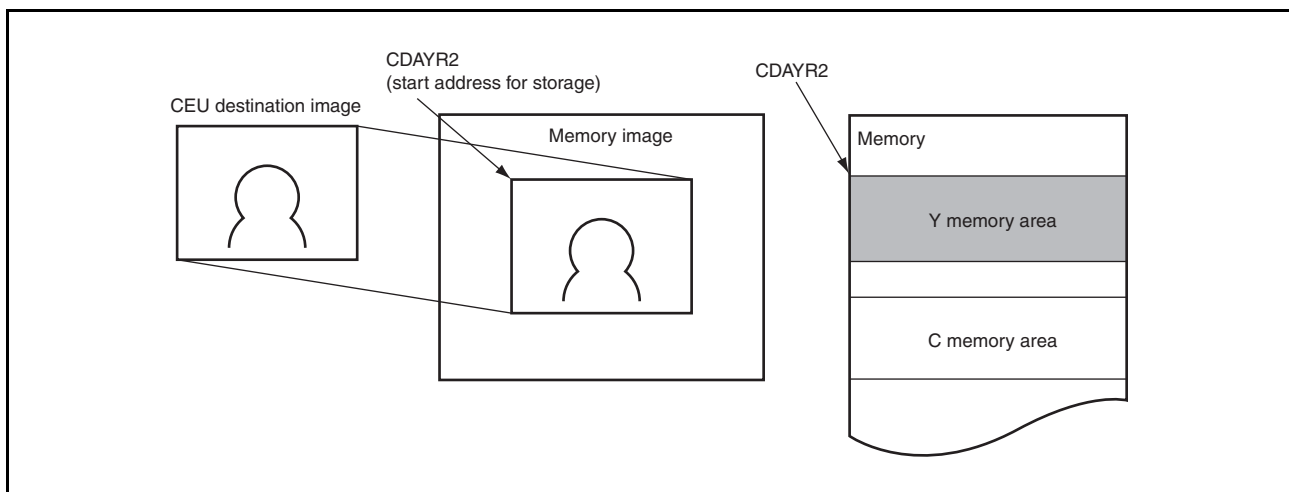 CEU destination image
CDAYR2
(start address for storage)
Memory image
CDAYR2
Memory
Y memory area
C memory area